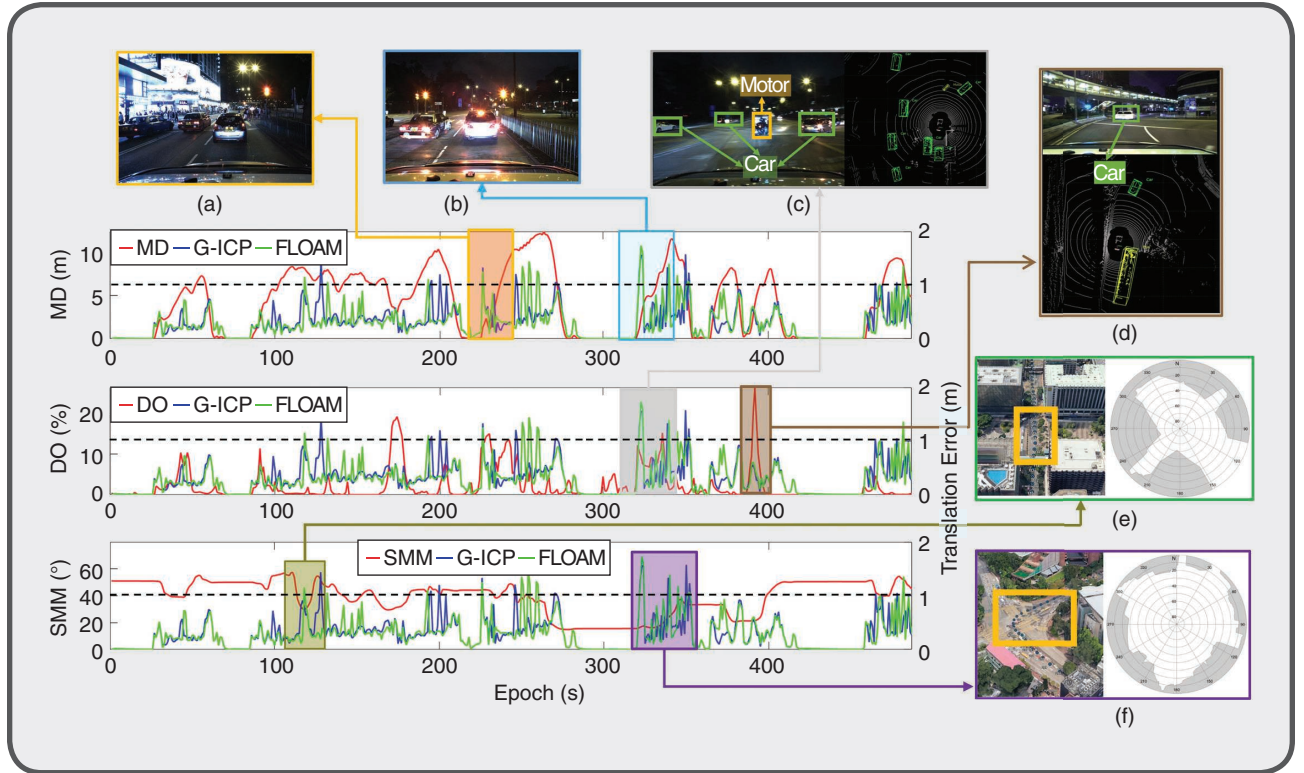 Motor
Car
Car
(a)
(b)
(c)
(d)
MD G-ICP FLOAM
MD (m)
10
5
0
2
1
0
0 100 200 300 400
DO G-ICP FLOAM
DO (%)
20
10
0
2
1
0
0 100 200 300 400
Translation Error (m)
SMM G-ICP FLOAM
SMM (°)
60
40
20
0
2
1
0
0 100 200 300 400
Epoch (s)
N
(e)
(f)